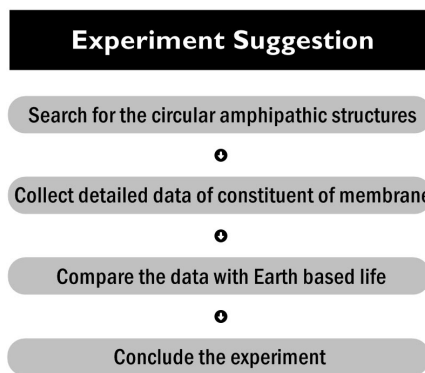 Experiment Suggestion
Search for the circular amphipathic structures
Collect detailed data of constituent of membrane
Compare the data with Earth based life
Conclude the experiment